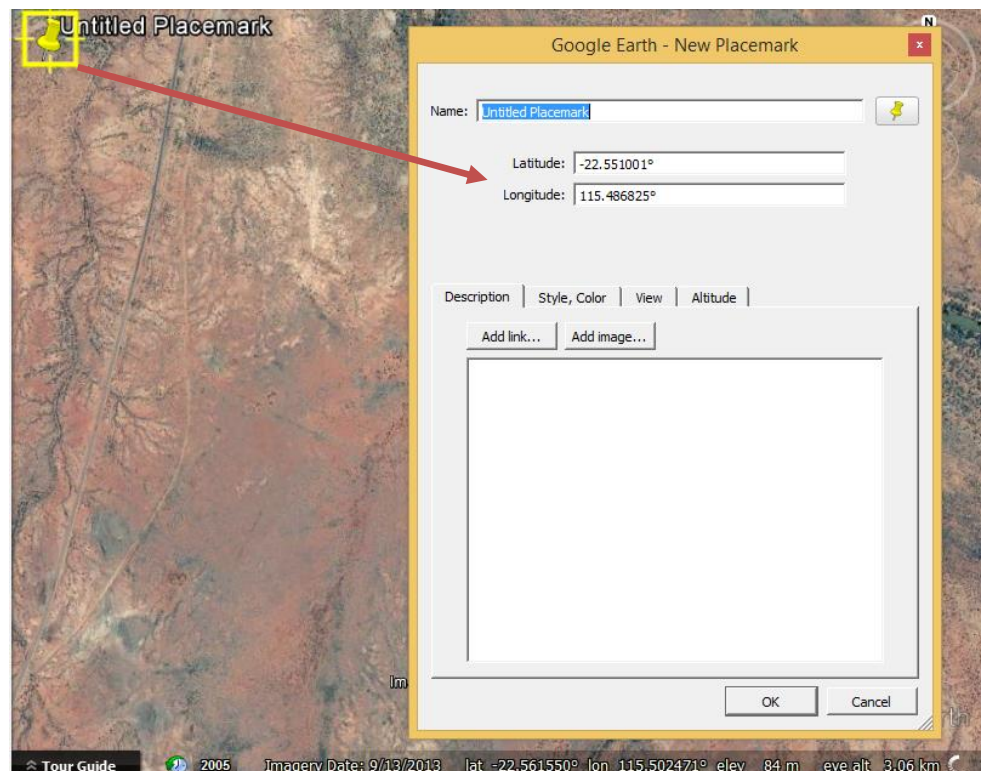 Untitled Placemark
N
Google Earth - New Placemark
x
Name: Untitled Placemark
Latitude: -22.551001°
Longitude: 115.486825°
Description Style, Color View Altitude
Add link... Add image...
Im
OK Cancel
rth
Tour Guide 2005 Imagery Date: 9/13/2013 lat -22.561550° lon 115.502471° elev 84 m eye alt 3.06 km